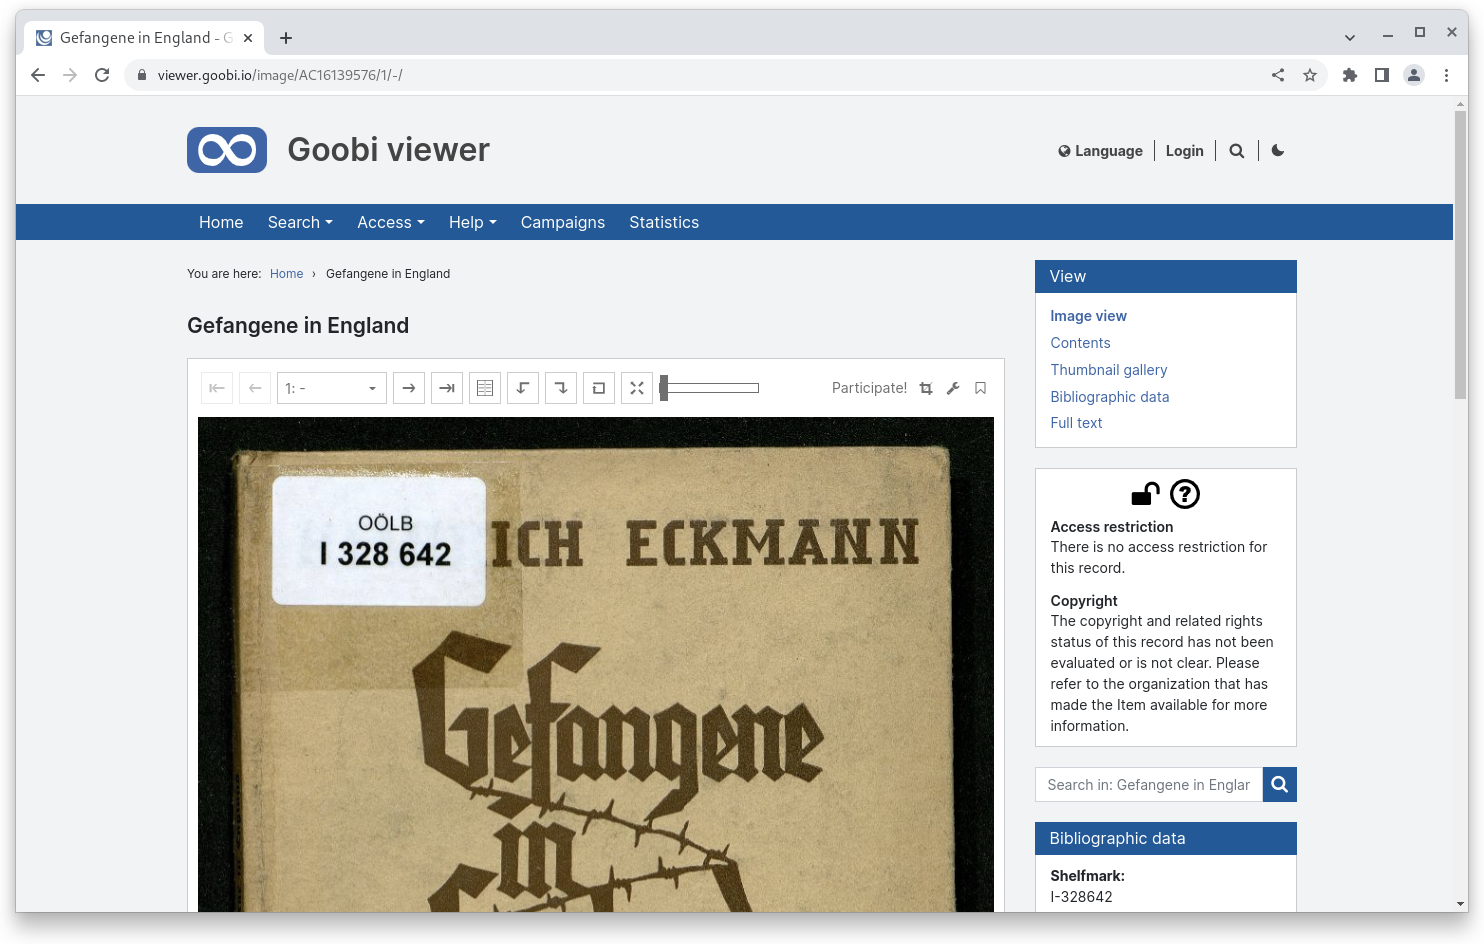 Gefangene in England - G
viewer.goobi.io/image/AC16139576/1/-/
Goobi viewer
Language
Login
Home
Search
Access
Help
Campaigns
Statistics
You are here: Home › Gefangene in England
Gefangene in England
1: -
Participate!
OÖLB
I 328 642
ICH ECKMANN
Gefangene
in
View
Image view
Contents
Thumbnail gallery
Bibliographic data
Full text
Access restriction
There is no access restriction for
this record.
Copyright
The copyright and related rights
status of this record has not been
evaluated or is not clear. Please
refer to the organization that has
made the Item available for more
information.
Search in: Gefangene in Englar
Bibliographic data
Shelfmark:
I-328642